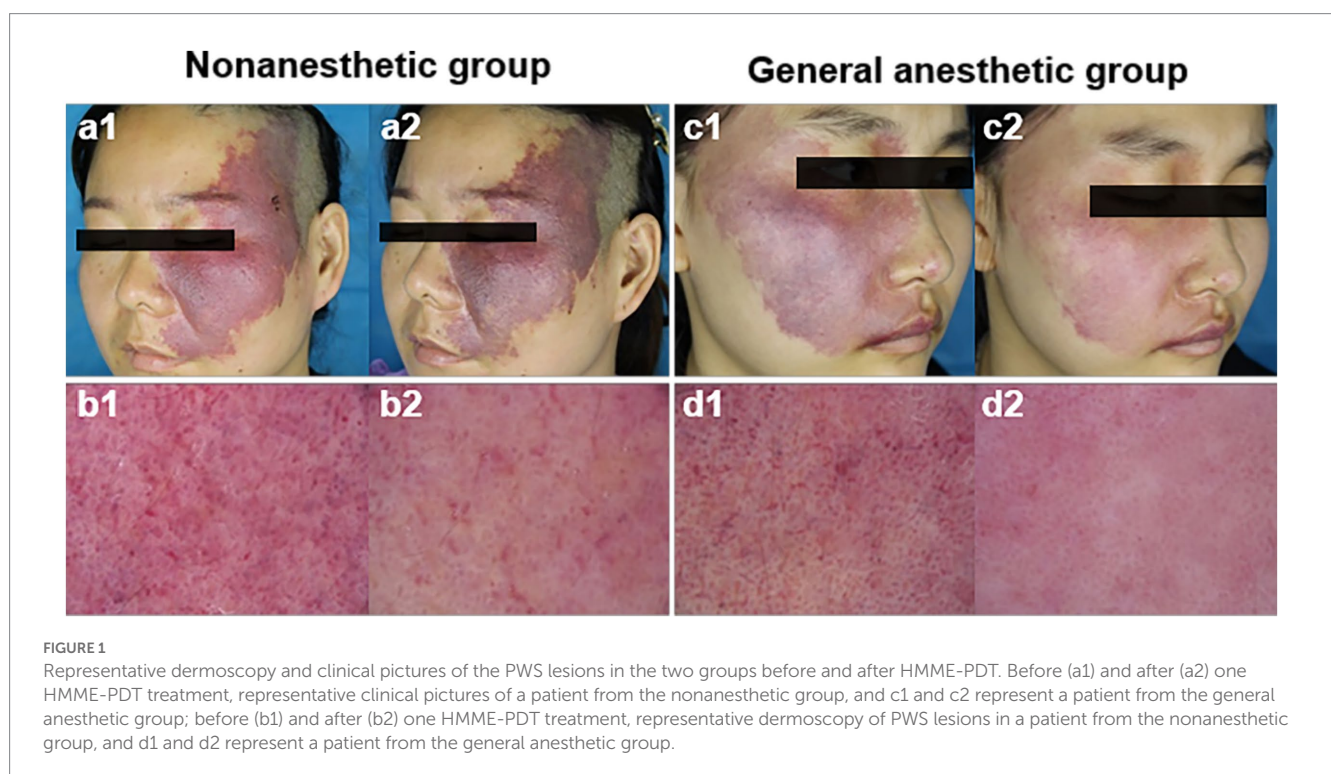 Nonanesthetic group
General anesthetic group
a1
a2
c1
c2
b1
b2
d1
d2
FIGURE 1
Representative dermoscopy and clinical pictures of the PWS lesions in the two groups before and after HMME-PDT. Before (a1) and after (a2) one
HMME-PDT treatment, representative clinical pictures of a patient from the nonanesthetic group, and c1 and c2 represent a patient from the general
anesthetic group; before (b1) and after (b2) one HMME-PDT treatment, representative dermoscopy of PWS lesions in a patient from the nonanesthetic
group, and d1 and d2 represent a patient from the general anesthetic group.